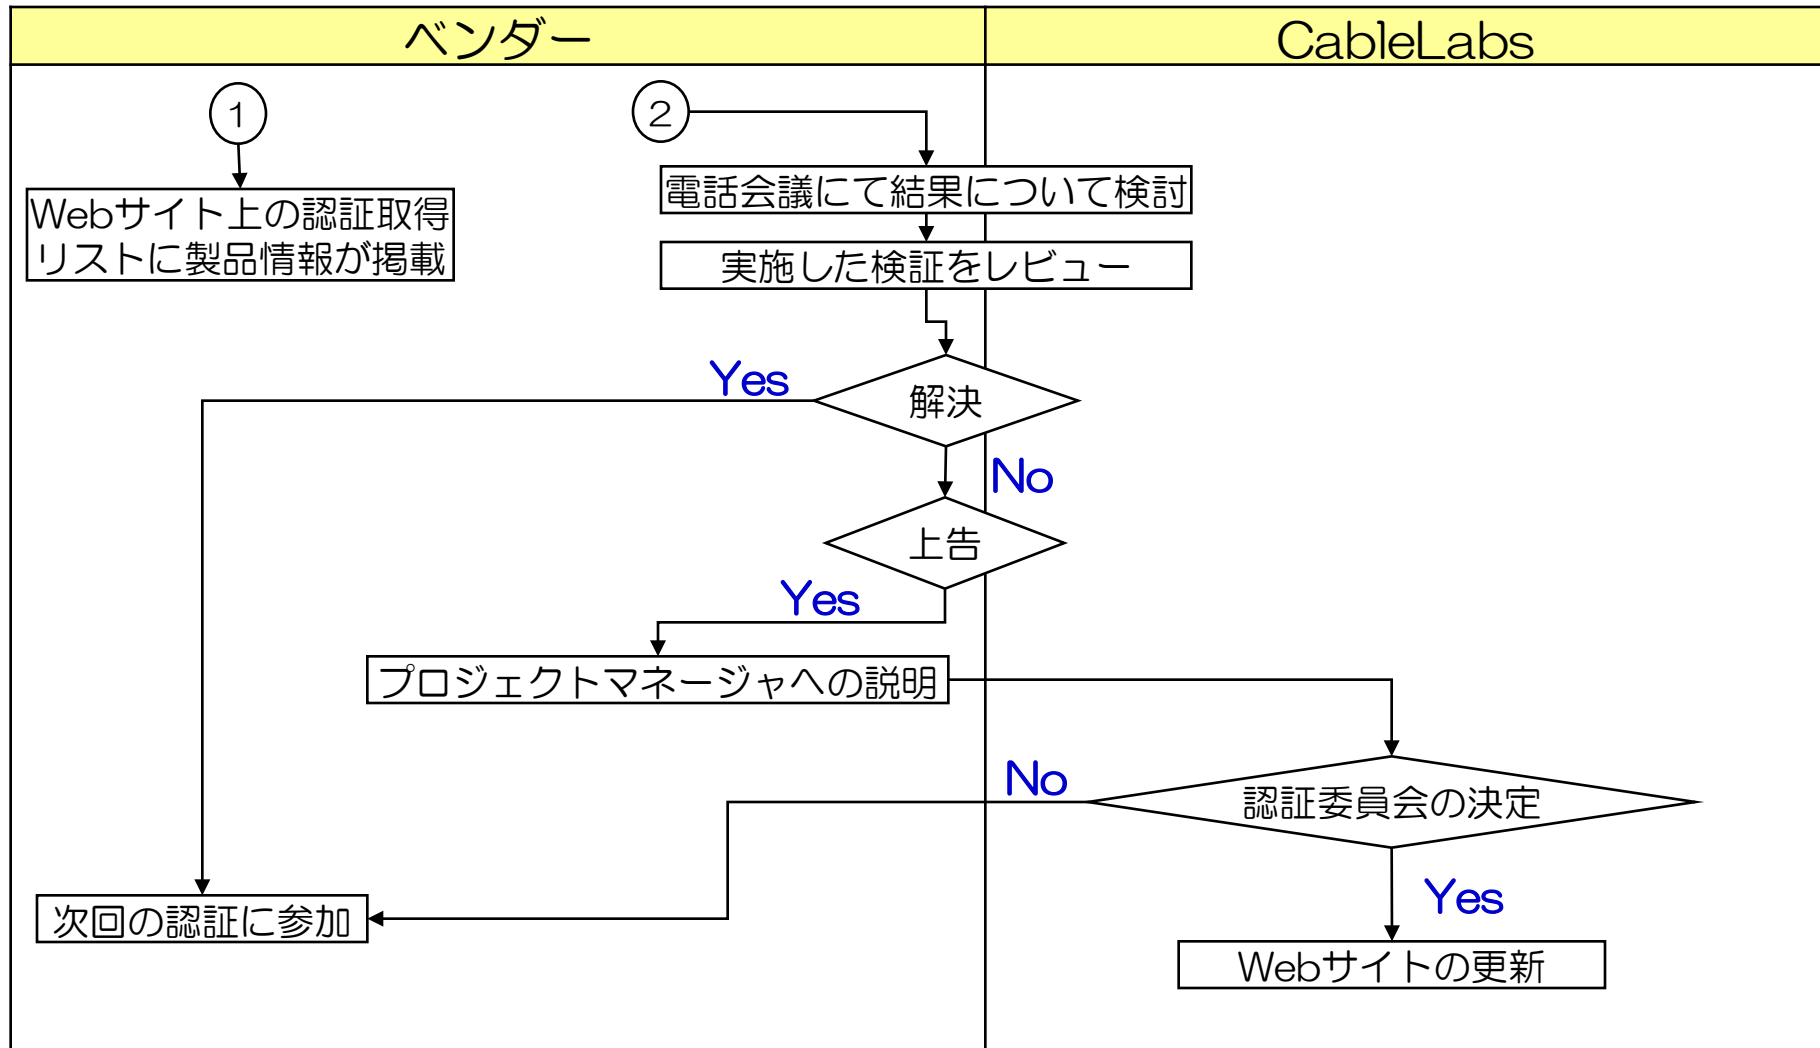 ベンダー
CableLabs
1
2
電話会議にて結果について検討
Webサイト上の認証取得
リストに製品情報が掲載
実施した検証をレビュー
Yes
解決
No
上告
Yes
プロジェクトマネージャへの説明
No
認証委員会の決定
Yes
次回の認証に参加
Webサイトの更新